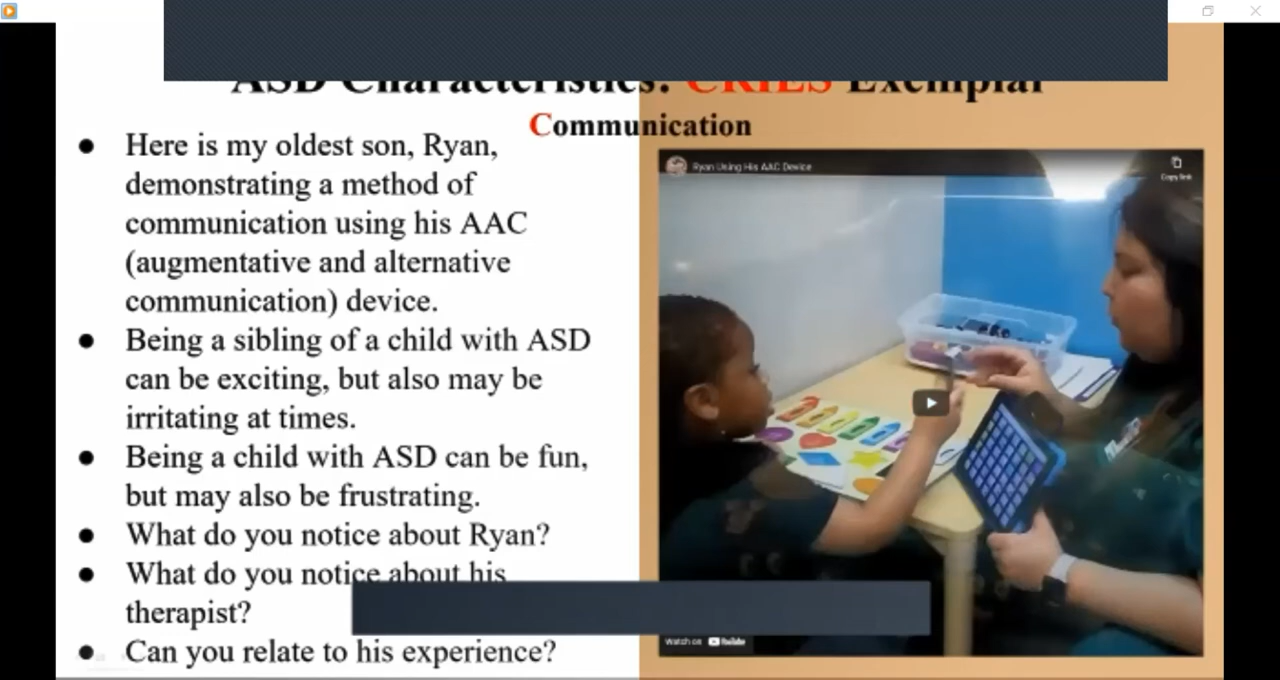 ASD Characteristics: CRIES Exemplar
Communication
● Here is my oldest son, Ryan,
demonstrating a method of
communication using his AAC
(augmentative and alternative
communication) device.
● Being a sibling of a child with ASD
can be exciting, but also may be
irritating at times.
● Being a child with ASD can be fun,
but may also be frustrating.
● What do you notice about Ryan?
● What do you notice about his
therapist?
● Can you relate to his experience?
Ryan Using His AAC Device
Copy link
Watch on YouTube